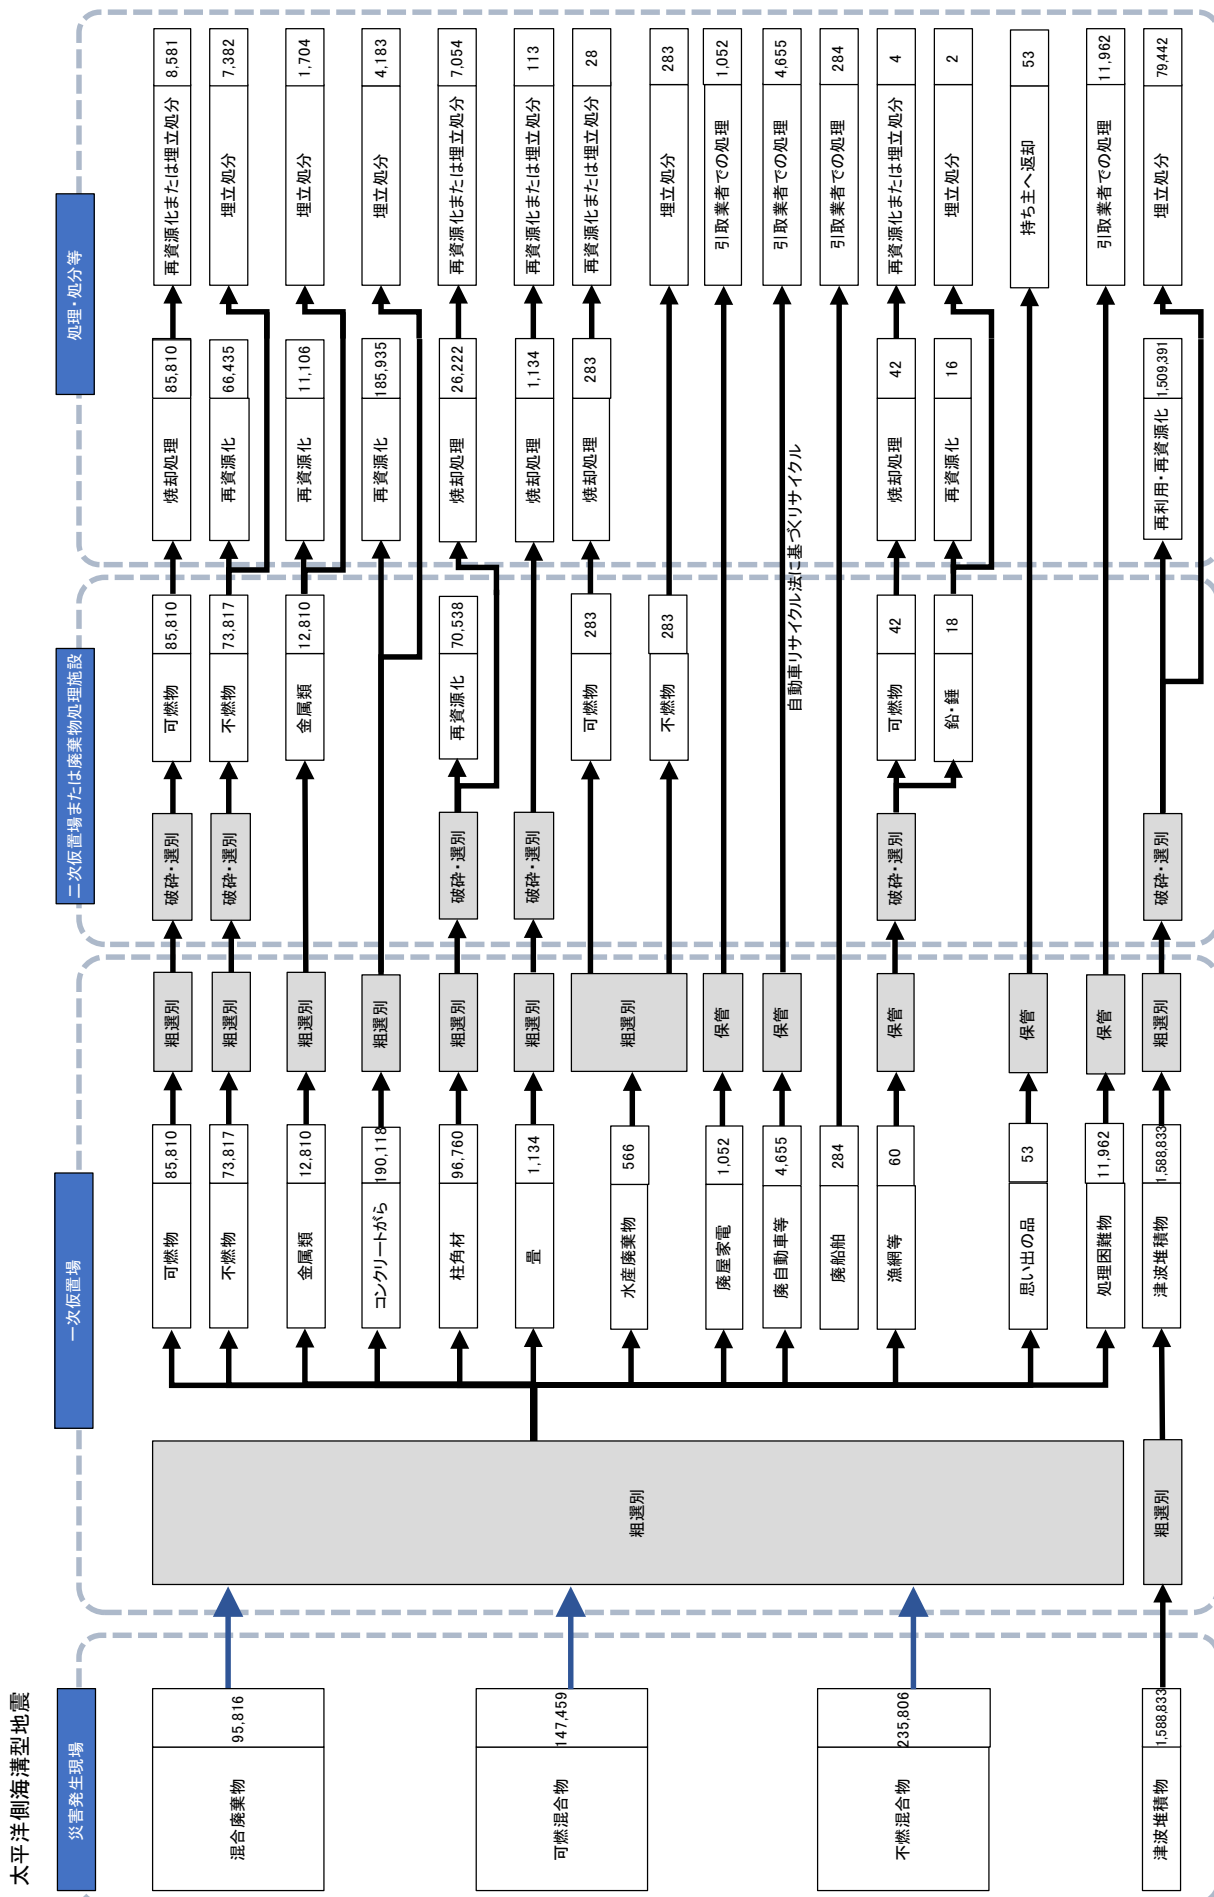 太平洋側海溝型地震
災害発生現場
一次仮置場
二次仮置場または廃棄物処理施設
処理・処分等
混合廃棄物 95,816
可燃混合物 147,459
不燃混合物 235,806
津波堆積物 1,588,833
粗選別
粗選別
可燃物 85,810 粗選別 破砕・選別 可燃物 85,810 焼却処理 85,810 再資源化または埋立処分 8,581
不燃物 73,817 粗選別 破砕・選別 不燃物 73,817 再資源化 66,435 埋立処分 7,382
金属類 12,810 粗選別 金属類 12,810 再資源化 11,106 埋立処分 1,704
コンクリートがら 190,118 粗選別 再資源化 185,935 埋立処分 4,183
柱角材 96,760 粗選別 破砕・選別 再資源化 70,538 焼却処理 26,222 再資源化または埋立処分 7,054
畳 1,134 粗選別 破砕・選別 焼却処理 1,134 再資源化または埋立処分 113
水産廃棄物 566 粗選別 可燃物 283 焼却処理 283 再資源化または埋立処分 28
不燃物 283 埋立処分 283
廃屋家電 1,052 保管 引取業者での処理 1,052
廃自動車等 4,655 保管 引取業者での処理 4,655
自動車リサイクル法に基づくリサイクル
廃船舶 284 引取業者での処理 284
漁網等 60 保管 破砕・選別 可燃物 42 焼却処理 42 再資源化または埋立処分 4
鉛・錘 18 再資源化 16 埋立処分 2
思い出の品 53 保管 持ち主へ返却 53
処理困難物 11,962 保管 引取業者での処理 11,962
津波堆積物 1,588,833 粗選別 破砕・選別 再利用・再資源化 1,509,391 埋立処分 79,442